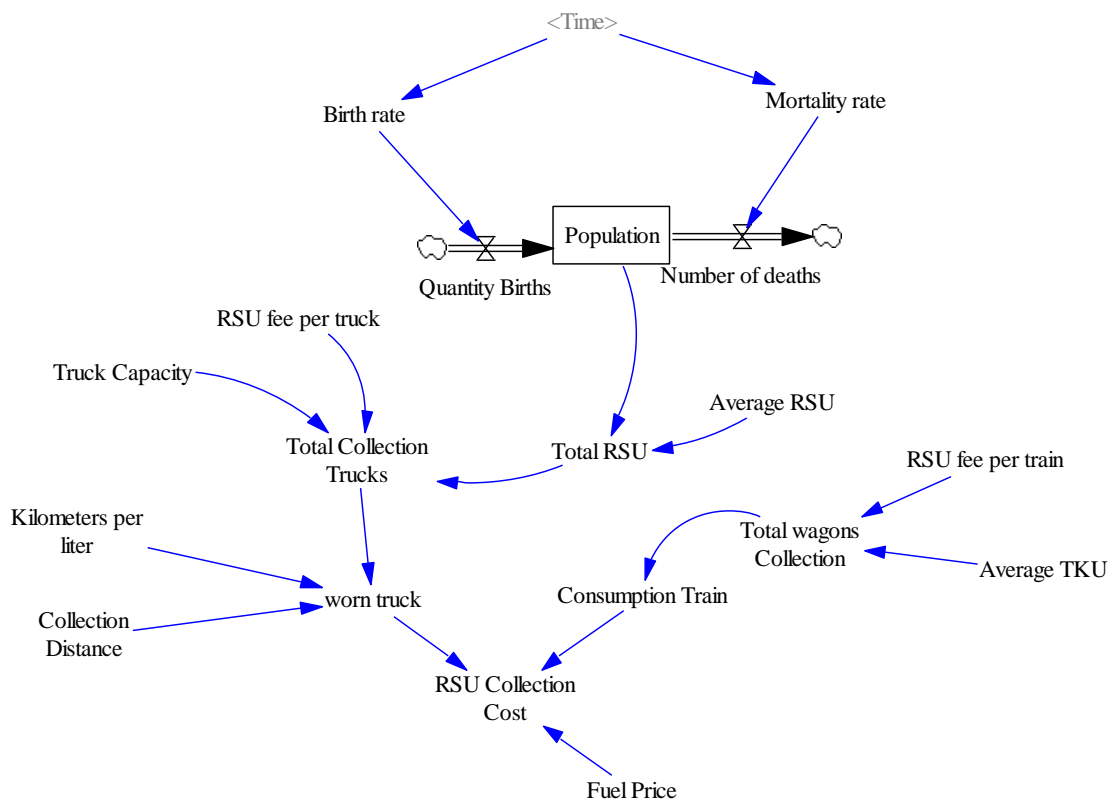 <Time>
Birth rate
Mortality rate
Population
Quantity Births
Number of deaths
RSU fee per truck
Truck Capacity
Average RSU
Total Collection
Trucks
Total RSU
RSU fee per train
Kilometers per
liter
Total wagons
Collection
Average TKU
worn truck
Consumption Train
Collection
Distance
RSU Collection
Cost
Fuel Price